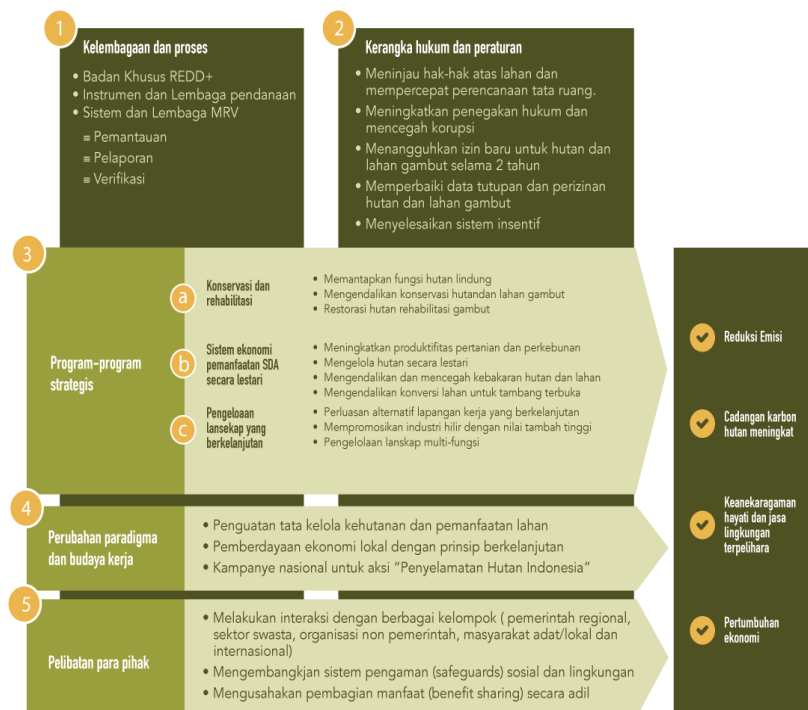 1
Kelembagaan dan proses
• Badan Khusus REDD+
• Instrumen dan Lembaga pendanaan
• Sistem dan Lembaga MRV
≡ Pemantauan
≡ Pelaporan
≡ Verifikasi
2
Kerangka hukum dan peraturan
• Meninjau hak-hak atas lahan dan
mempercepat perencanaan tata ruang.
• Meningkatkan penegakan hukum dan
mencegah korupsi
• Menangguhkan izin baru untuk hutan dan
lahan gambut selama 2 tahun
• Memperbaiki data tutupan dan perizinan
hutan dan lahan gambut
• Menyelesaikan sistem insentif
3
Program-program
strategis
a
Konservasi dan
rehabilitasi
• Memantapkan fungsi hutan lindung
• Mengendalikan konservasi hutandan lahan gambut
• Restorasi hutan rehabilitasi gambut
b
Sistem ekonomi
pemanfaatan SDA
secara lestari
• Meningkatkan produktifitas pertanian dan perkebunan
• Mengelola hutan secara lestari
• Mengendalikan dan mencegah kebakaran hutan dan lahan
• Mengendalikan konversi lahan untuk tambang terbuka
c
Pengeloaan
lansekap yang
berkelanjutan
• Perluasan alternatif lapangan kerja yang berkelanjutan
• Mempromosikan industri hilir dengan nilai tambah tinggi
• Pengelolaan lanskap multi-fungsi
4
Perubahan paradigma
dan budaya kerja
• Penguatan tata kelola kehutanan dan pemanfaatan lahan
• Pemberdayaan ekonomi lokal dengan prinsip berkelanjutan
• Kampanye nasional untuk aksi “Penyelamatan Hutan Indonesia”
5
Pelibatan para pihak
• Melakukan interaksi dengan berbagai kelompok ( pemerintah regional,
sektor swasta, organisasi non pemerintah, masyarakat adat/lokal dan
internasional)
• Mengembangkjan sistem pengaman (safeguards) sosial dan lingkungan
• Mengusahakan pembagian manfaat (benefit sharing) secara adil
Reduksi Emisi
Cadangan karbon
hutan meningkat
Keanekaragaman
hayati dan jasa
lingkungan
terpelihara
Pertumbuhan
ekonomi